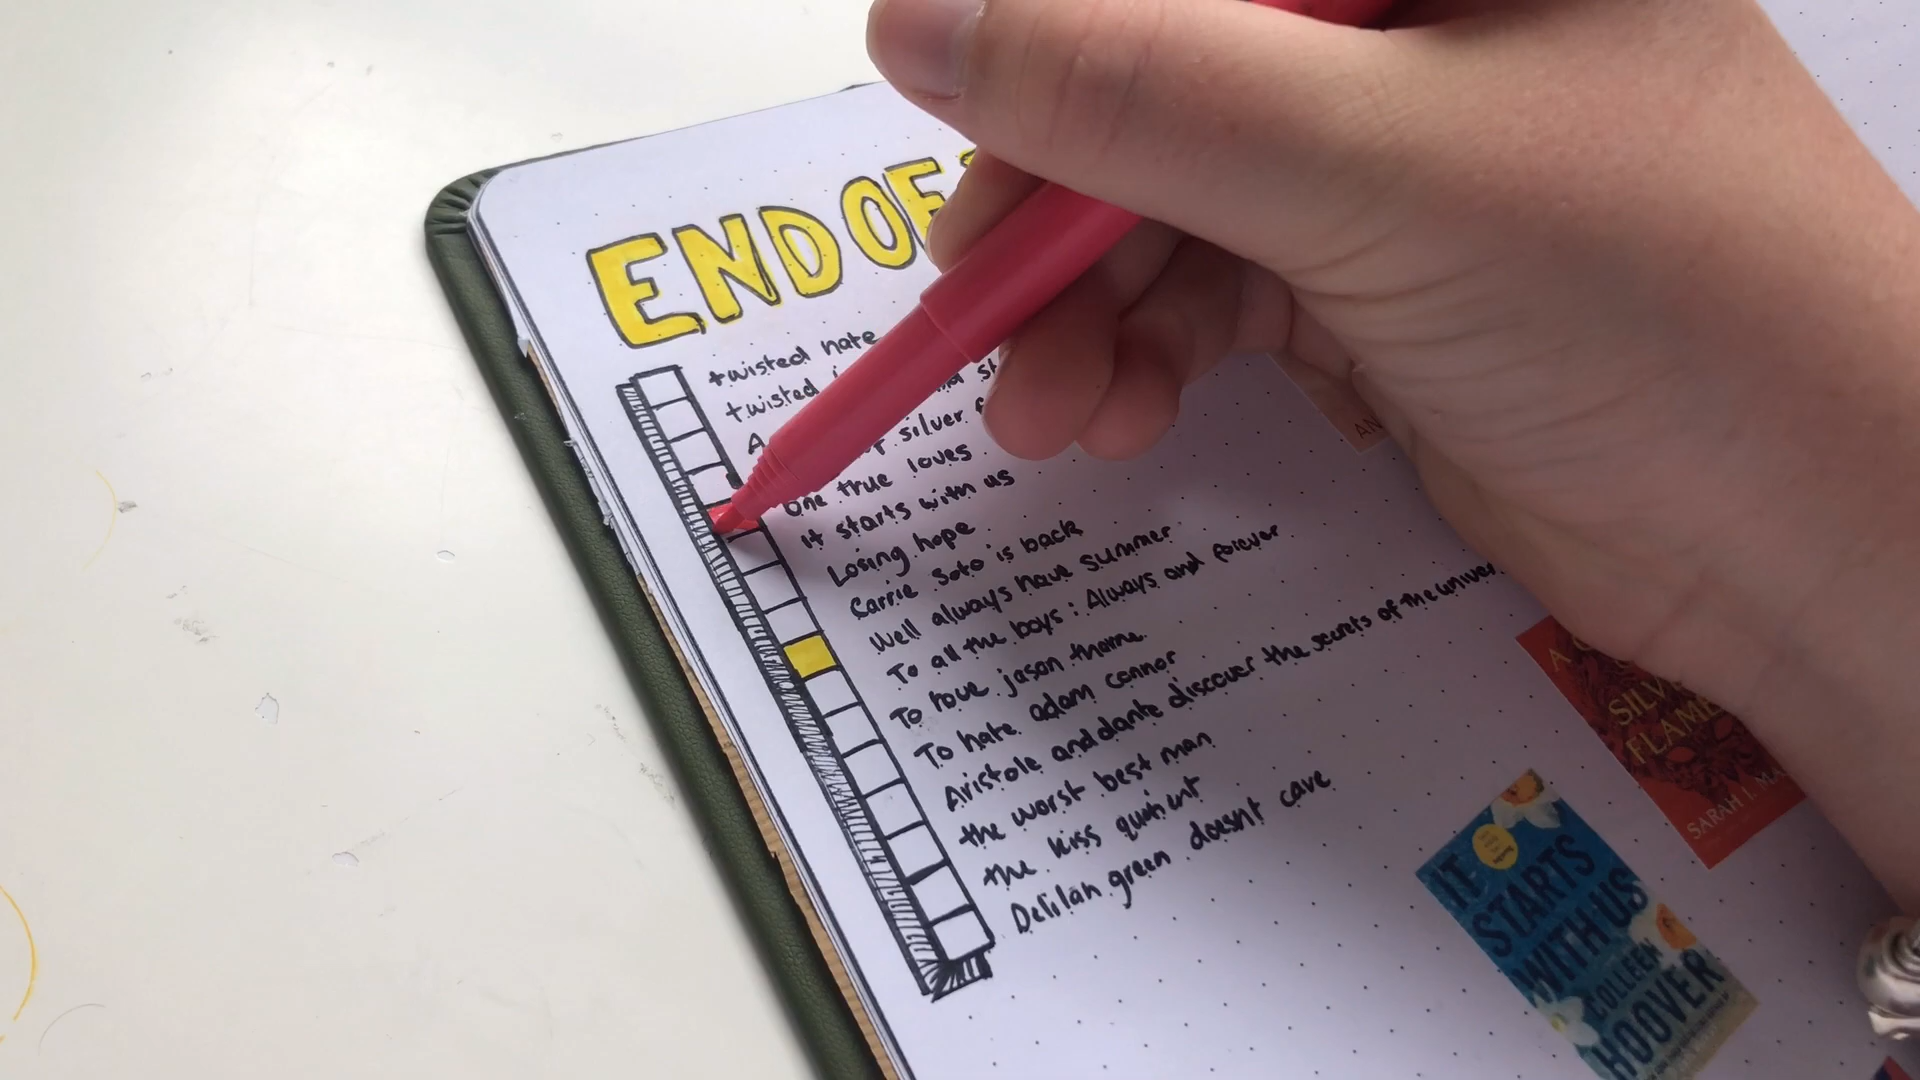 END OF
twisted hate
twisted
A silver
One true loves
It starts with us
Losing hope
Carrie Soto is back
Well always have summer
To all the boys: Always and forever
To love jason thorne
To hate adam connor
Aristole and dante discover the secrets of the univer
the worst best man
the kiss quotient
Delilah green doesnt care
AN
SILV
FLAME
SARAH J. MA
IT
STARTS
WITH US
COLLEEN
HOOVER